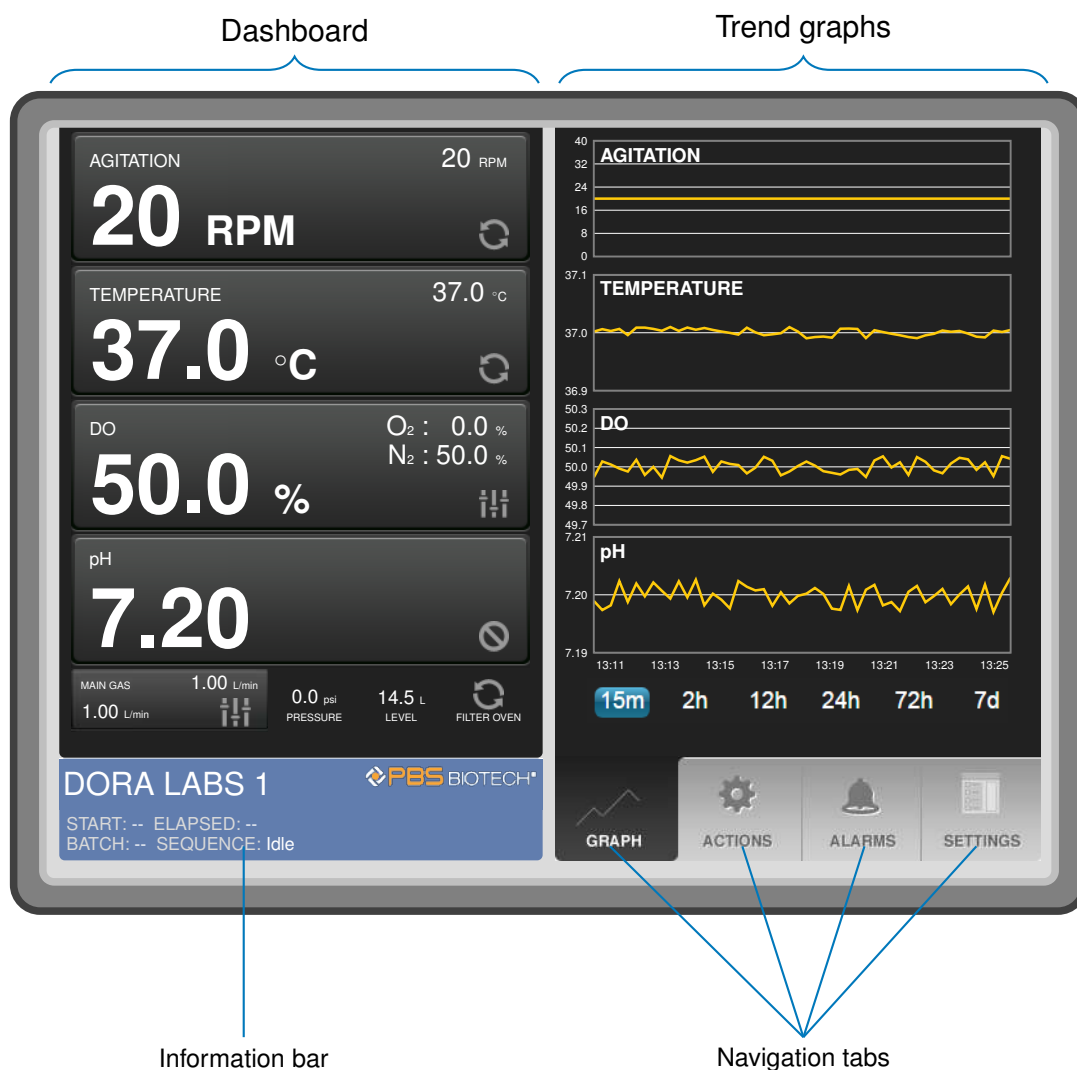 Dashboard
Trend graphs
AGITATION
20 RPM
20 RPM
TEMPERATURE
37.0 °C
37.0 °C
DO
O₂ : 0.0 %
N₂ : 50.0 %
50.0 %
pH
7.20
MAIN GAS
1.00 L/min
1.00 L/min
0.0 psi
PRESSURE
14.5 L
LEVEL
FILTER OVEN
DORA LABS 1
PBS BIOTECH
START: -- ELAPSED: --
BATCH: -- SEQUENCE: Idle
AGITATION
40
32
24
16
8
0
TEMPERATURE
37.1
37.0
36.9
DO
50.3
50.2
50.1
50.0
49.9
49.8
49.7
pH
7.21
7.20
7.19
13:11 13:13 13:15 13:17 13:19 13:21 13:23 13:25
15m 2h 12h 24h 72h 7d
GRAPH ACTIONS ALARMS SETTINGS
Information bar
Navigation tabs